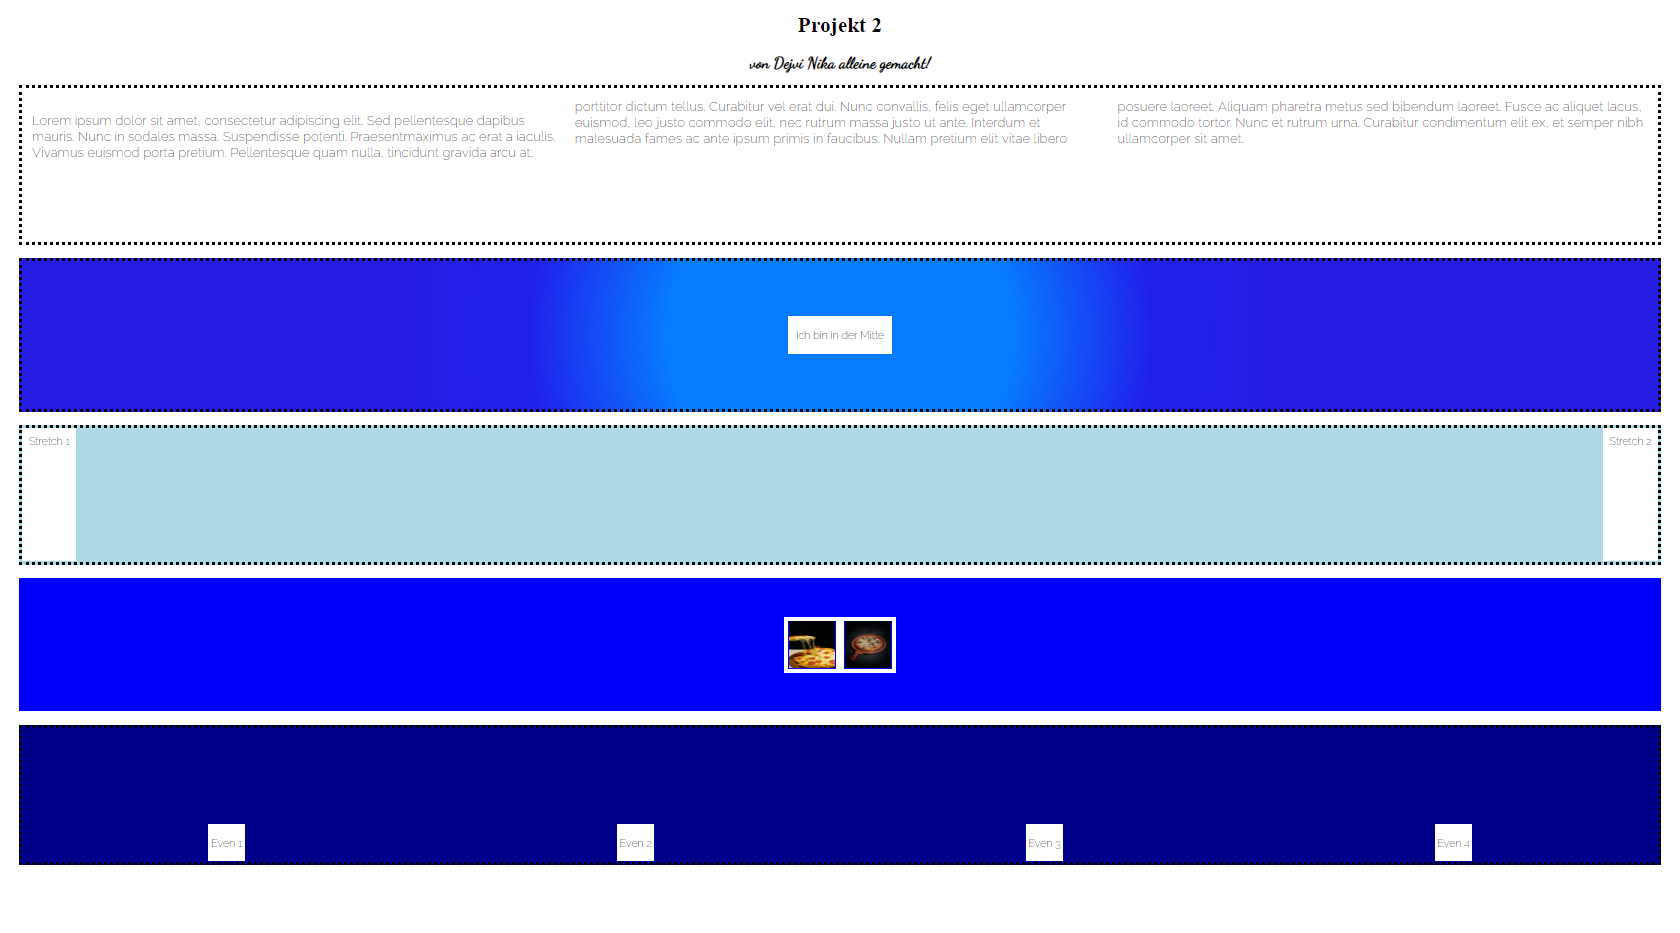 Projekt 2
von Dejvi Nika alleine gemacht!
Lorem ipsum dolor sit amet, consectetur adipiscing elit. Sed pellentesque dapibus
mauris. Nunc in sodales massa. Suspendisse potenti. Praesentmaximus ac erat a iaculis.
Vivamus euismod porta pretium. Pellentesque quam nulla, tincidunt gravida arcu at,
porttitor dictum tellus. Curabitur vel erat dui. Nunc convallis, felis eget ullamcorper
euismod, leo justo commodo elit, nec rutrum massa justo ut ante. Interdum et
malesuada fames ac ante ipsum primis in faucibus. Nullam pretium elit vitae libero
posuere laoreet. Aliquam pharetra metus sed bibendum laoreet. Fusce ac aliquet lacus,
id commodo tortor. Nunc et rutrum urna. Curabitur condimentum elit ex, et semper nibh
ullamcorper sit amet.
Ich bin in der Mitte
Stretch 1
Stretch 2
Even 1
Even 2
Even 3
Even 4